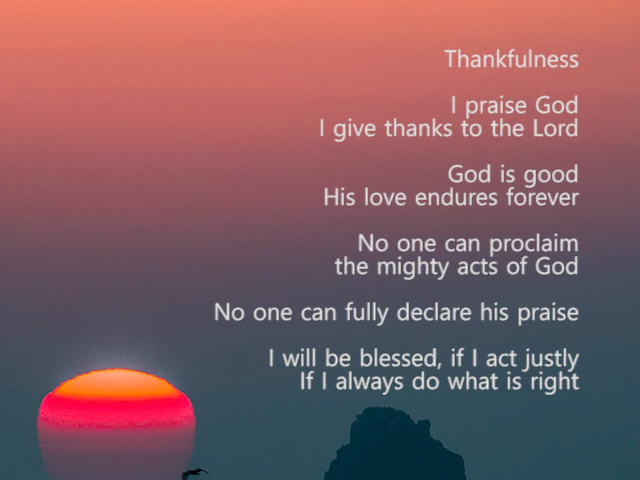 Thankfulness
I praise God
I give thanks to the Lord
God is good
His love endures forever
No one can proclaim
the mighty acts of God
No one can fully declare his praise
I will be blessed, if I act justly
If I always do what is right